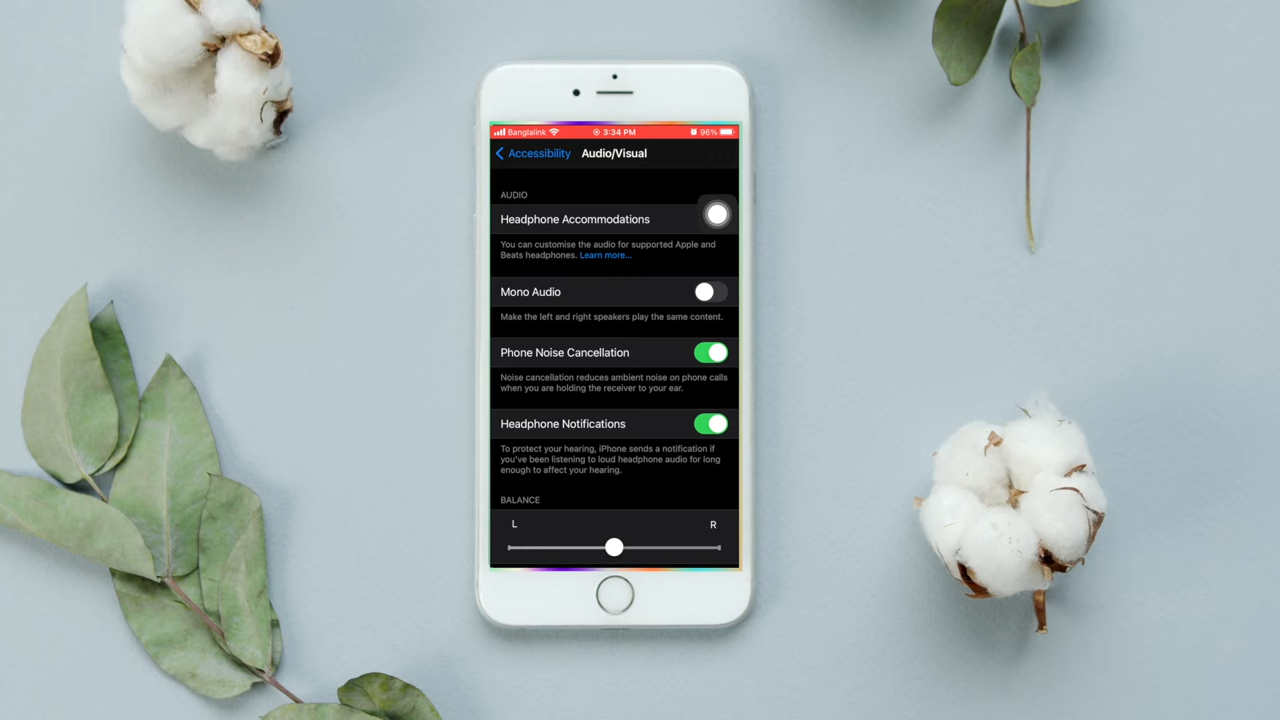 Banglalink 3:34 PM 96%
Accessibility Audio/Visual
AUDIO
Headphone Accommodations
You can customise the audio for supported Apple and
Beats headphones. Learn more...
Mono Audio
Make the left and right speakers play the same content.
Phone Noise Cancellation
Noise cancellation reduces ambient noise on phone calls
when you are holding the receiver to your ear.
Headphone Notifications
To protect your hearing, iPhone sends a notification if
you've been listening to loud headphone audio for long
enough to affect your hearing.
BALANCE
L R